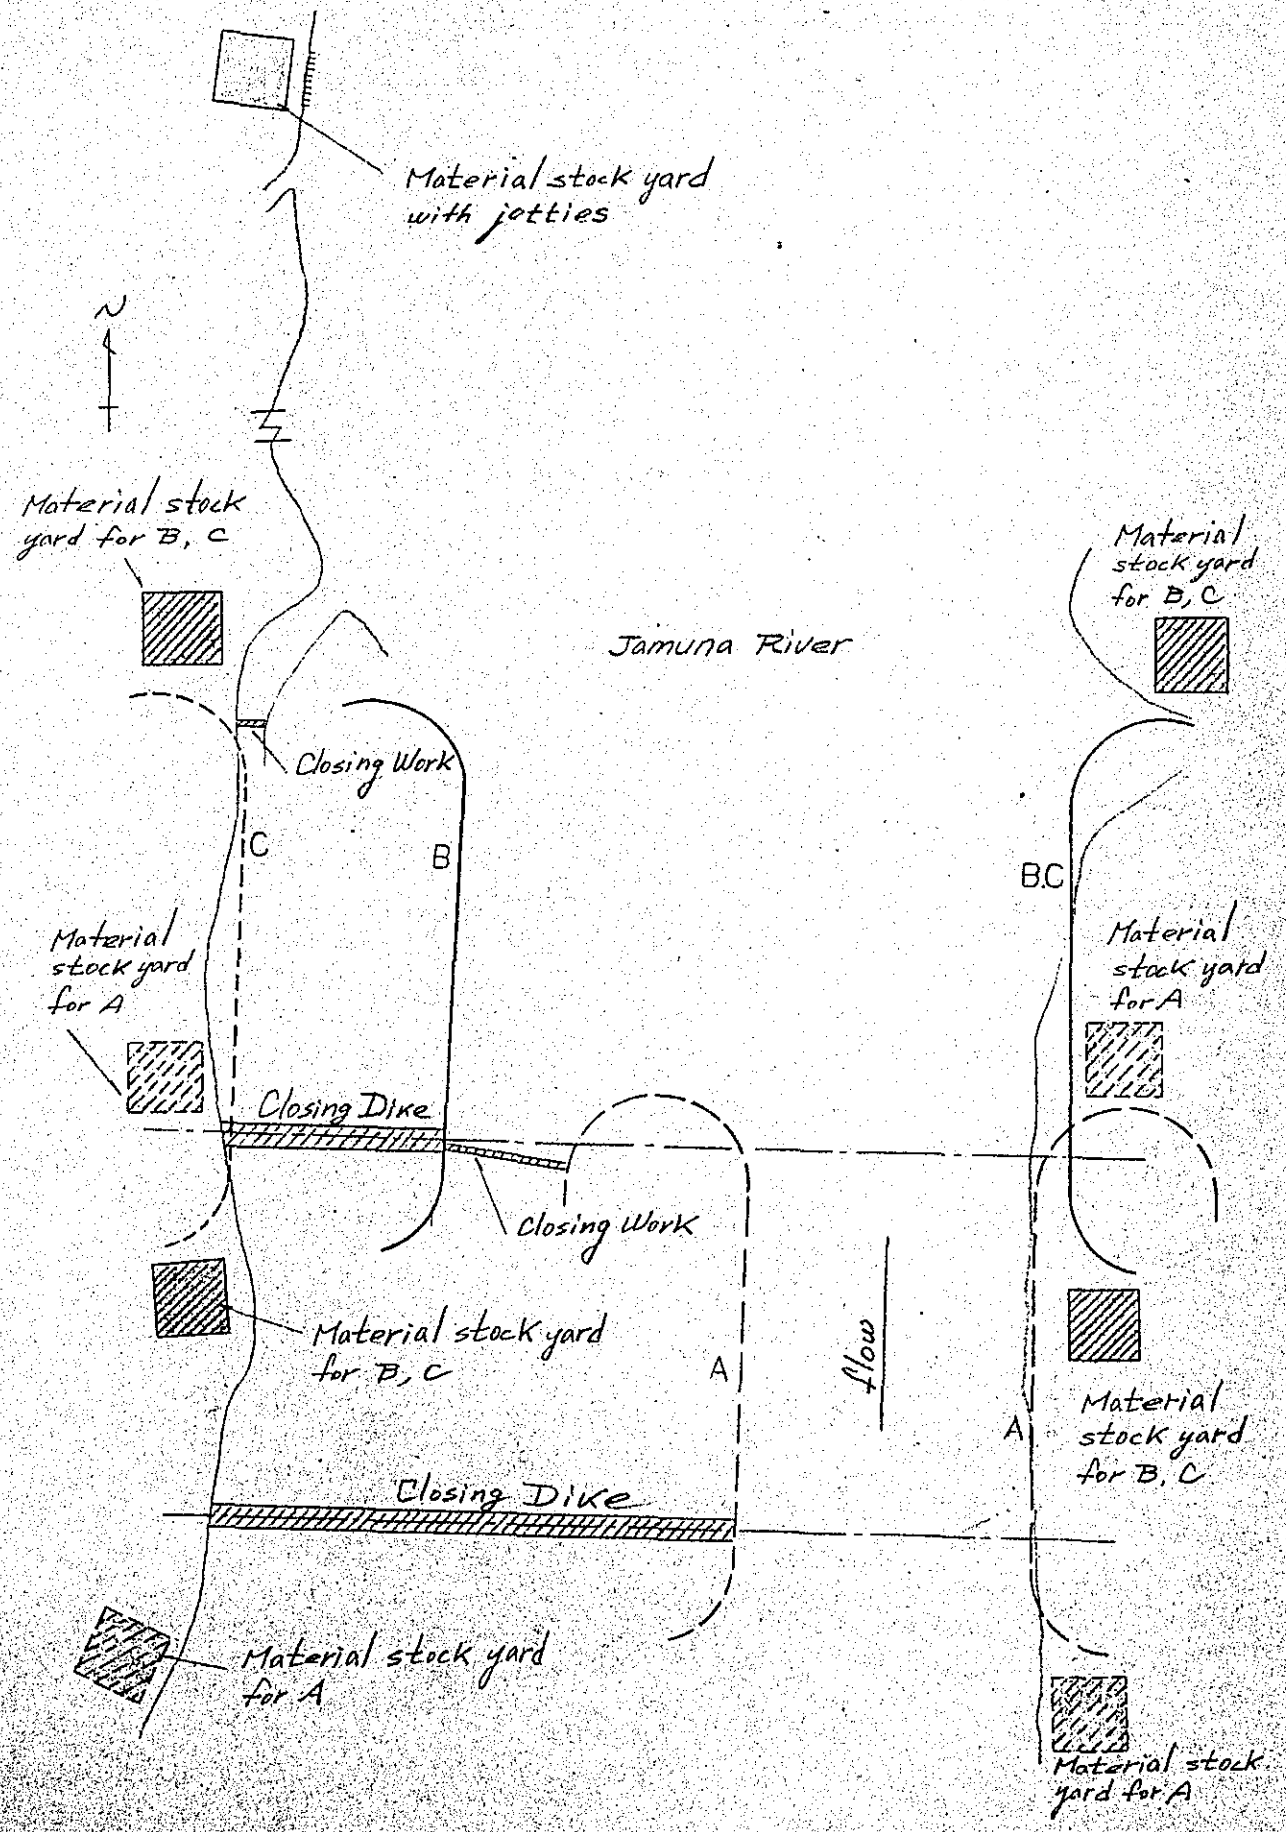 Material stock yard
with jotties
N
Material stock
yard for B, C
Material
stock yard
for B, C
Jamuna River
Closing Work
C
B
B.C
Material
stock yard
for A
Material
stock yard
for A
Closing Dike
Closing Work
Material stock yard
for B, C
A
flow
A
Material
stock yard
for B, C
Closing Dike
Material stock yard
for A
Material stock
yard for A